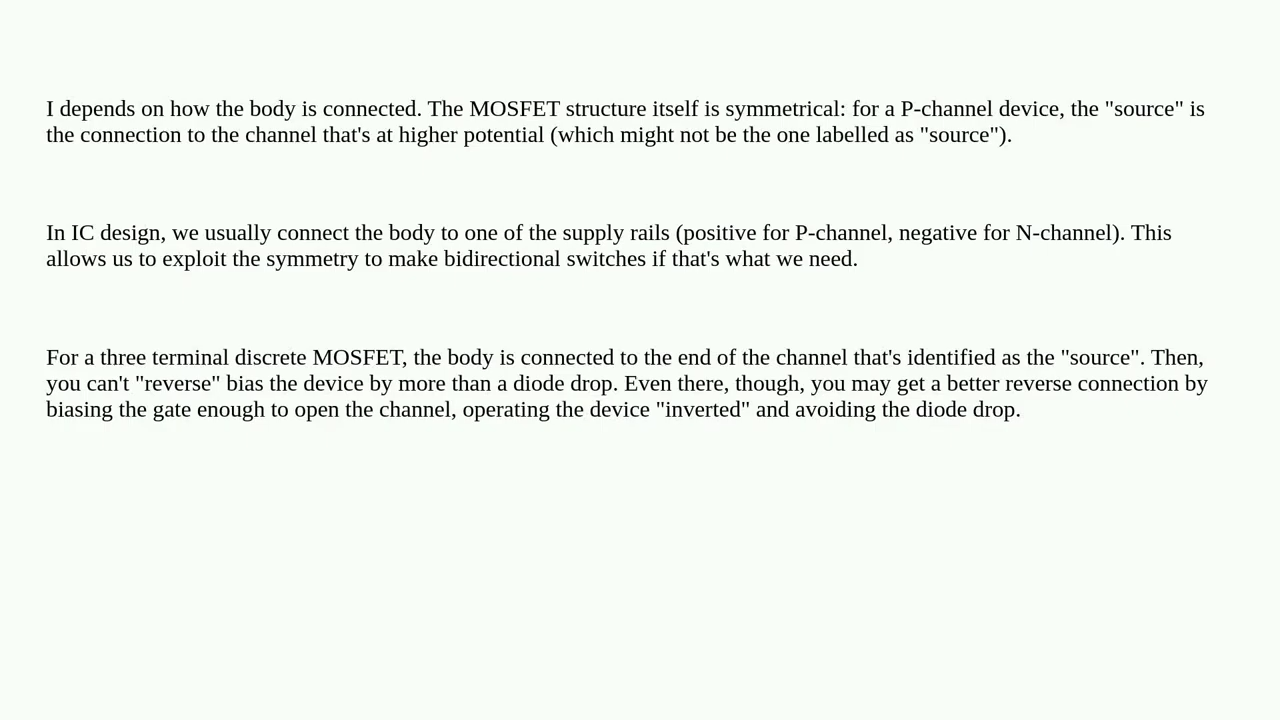 I depends on how the body is connected. The MOSFET structure itself is symmetrical: for a P-channel device, the "source" is
the connection to the channel that's at higher potential (which might not be the one labelled as "source").
In IC design, we usually connect the body to one of the supply rails (positive for P-channel, negative for N-channel). This
allows us to exploit the symmetry to make bidirectional switches if that's what we need.
For a three terminal discrete MOSFET, the body is connected to the end of the channel that's identified as the "source". Then,
you can't "reverse" bias the device by more than a diode drop. Even there, though, you may get a better reverse connection by
biasing the gate enough to open the channel, operating the device "inverted" and avoiding the diode drop.